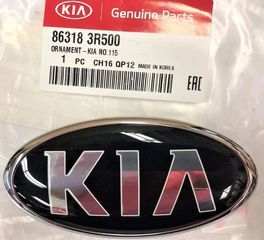 KIA Genuine Parts
86318 3R500
ORNAMENT-KIA NO.115
1 PC CH16 QP12 MADE IN KOREA
EAC
KIA